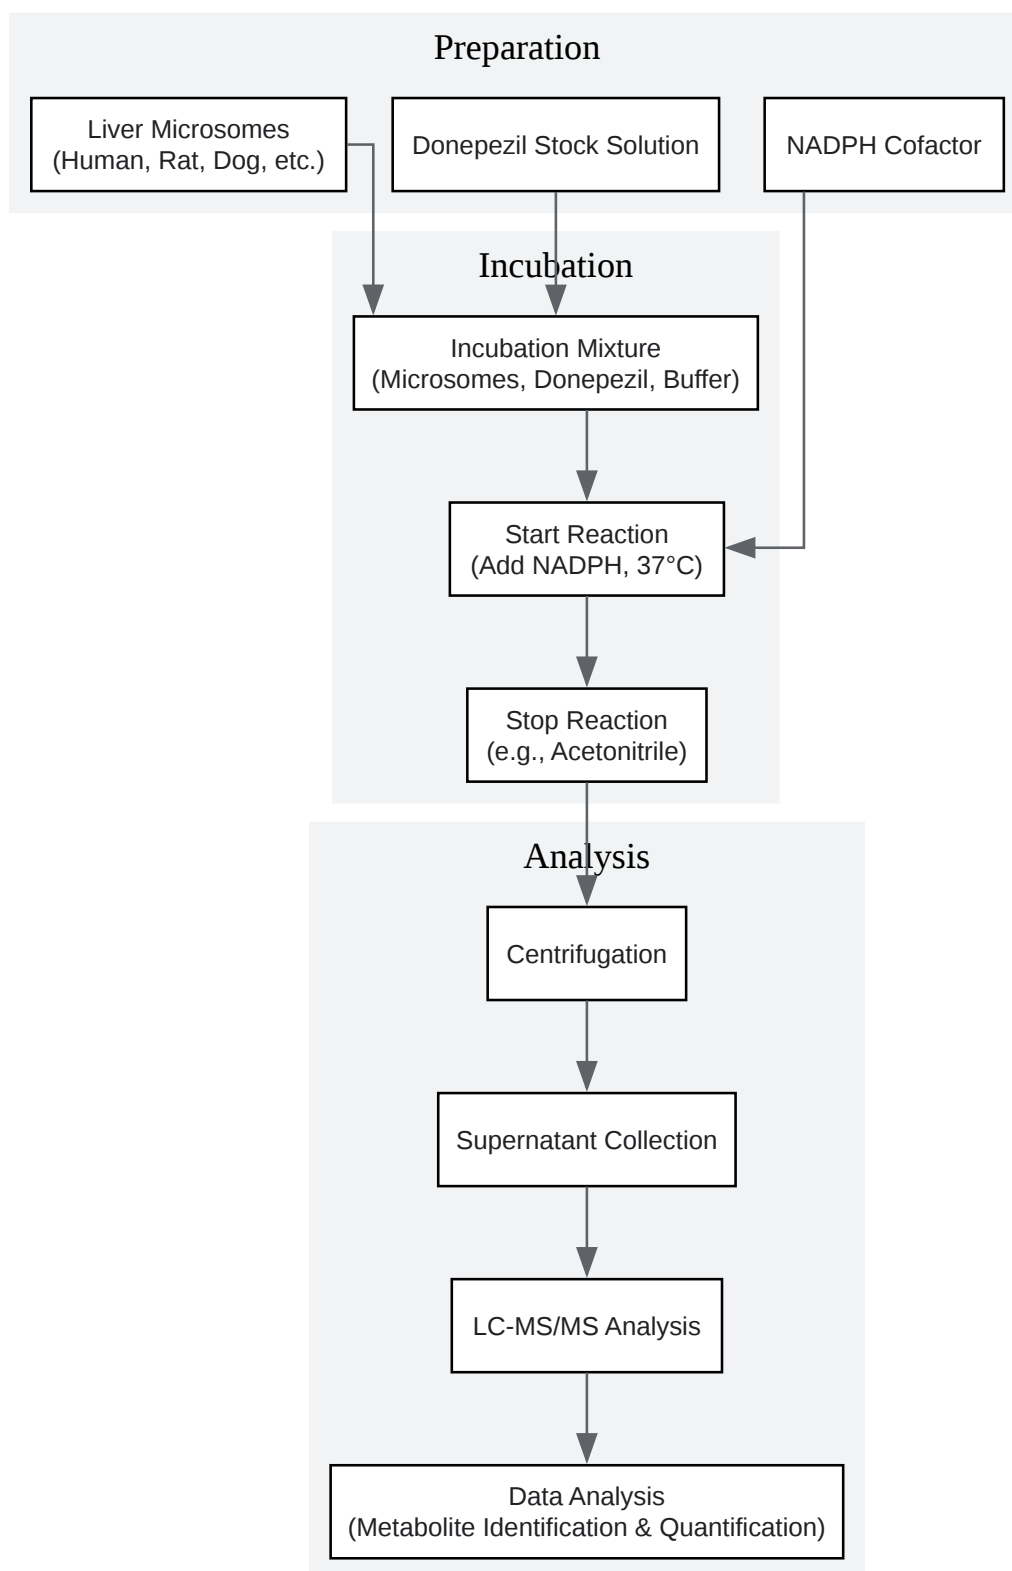 Preparation
Liver Microsomes
(Human, Rat, Dog, etc.)
Donepezil Stock Solution
NADPH Cofactor
Incubation
Incubation Mixture
(Microsomes, Donepezil, Buffer)
Start Reaction
(Add NADPH, 37°C)
Stop Reaction
(e.g., Acetonitrile)
Analysis
Centrifugation
Supernatant Collection
LC-MS/MS Analysis
Data Analysis
(Metabolite Identification & Quantification)